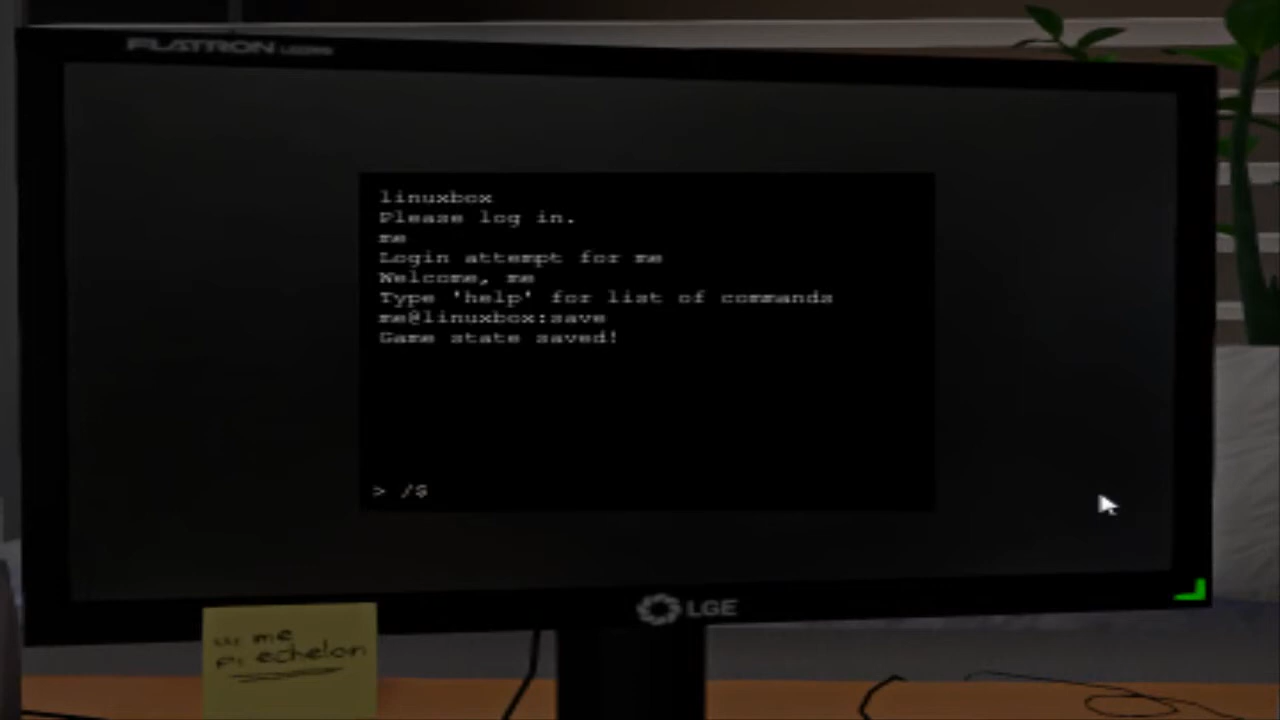 FLATRON
linuxbox
Please log in.
me
Login attempt for me
Welcome, me
Type 'help' for list of commands
me@linuxbox:save
Game state saved!
> /$
LGE
u: me
p: echelon